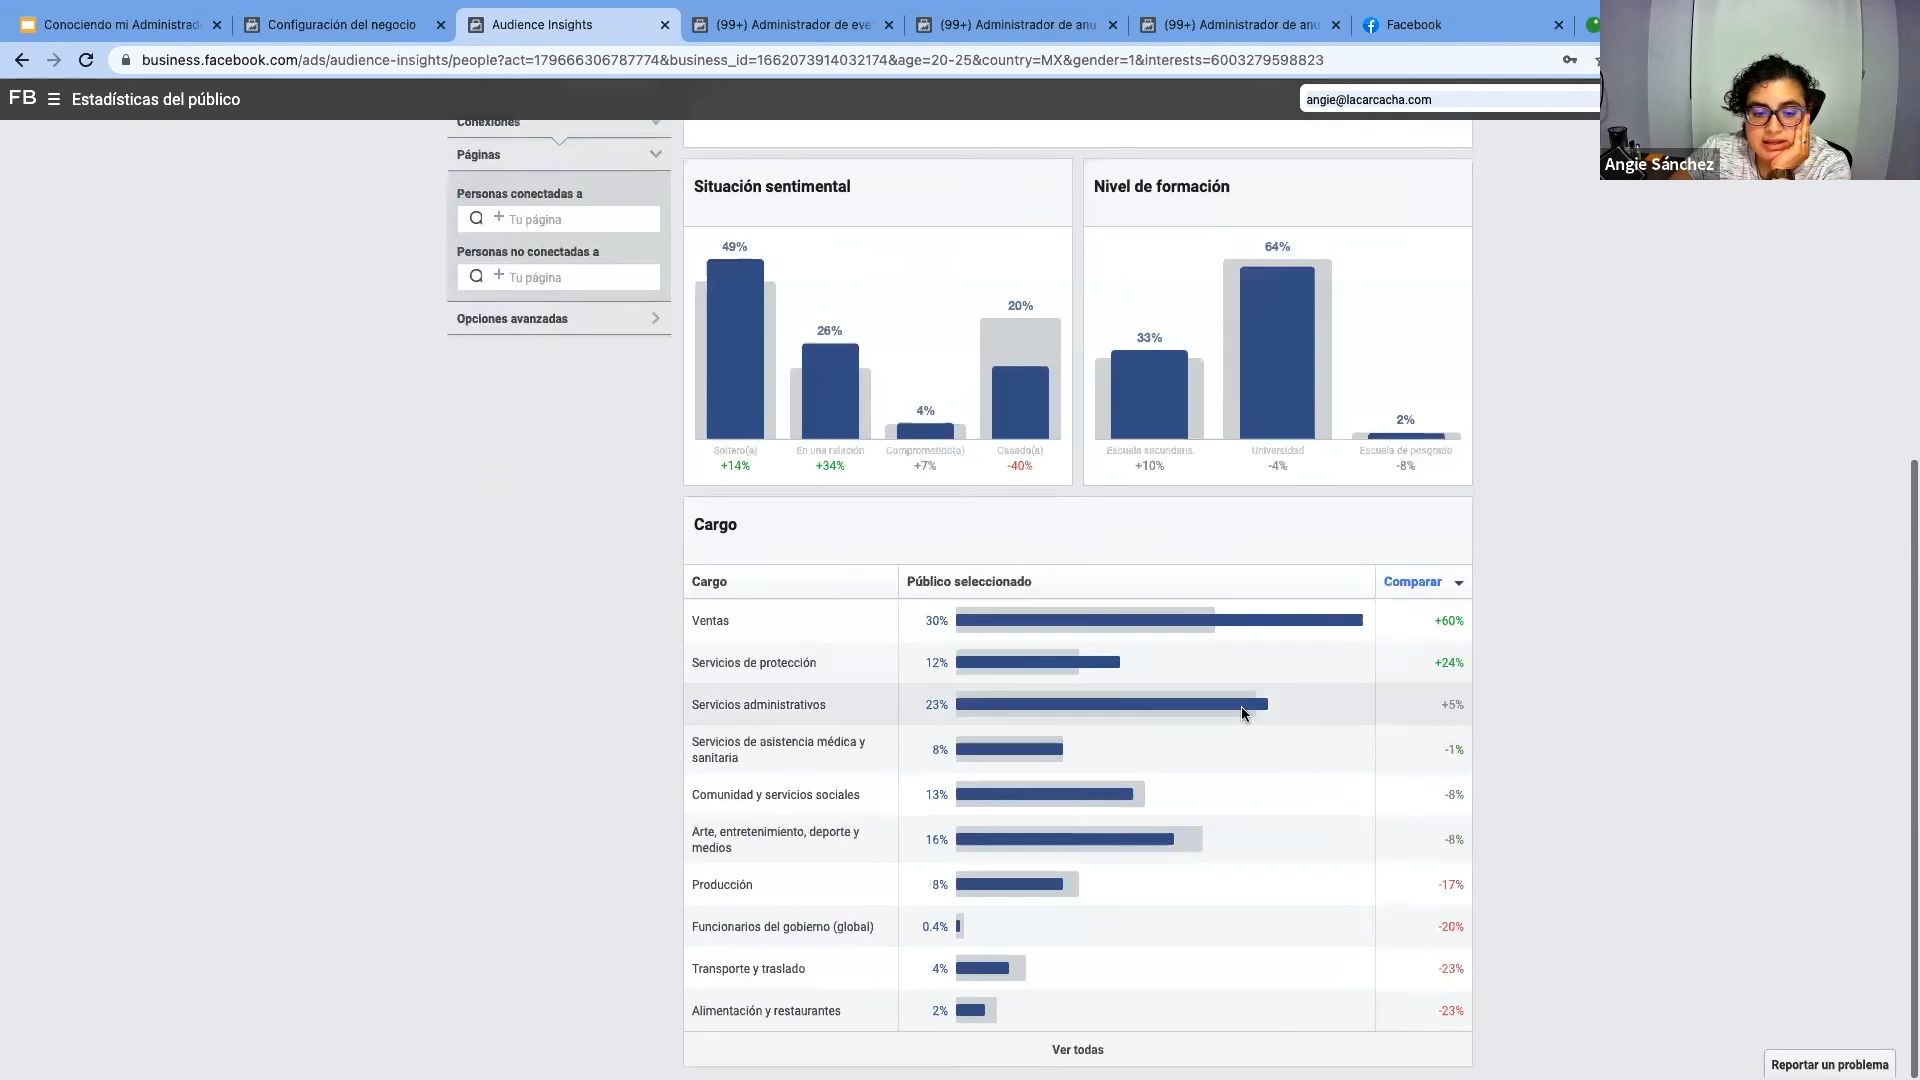 Conociendo mi Administrad
Configuración del negocio
Audience Insights
(99+) Administrador de eve
(99+) Administrador de anu
(99+) Administrador de anu
Facebook
business.facebook.com/ads/audience-insights/people?act=179666306787774&business_id=1662073914032174&age=20-25&country=MX&gender=1&interests=6003279598823
FB
Estadísticas del público
angie@lacarcacha.com
Angie Sánchez
Conexiones
Páginas
Personas conectadas a
+ Tu página
Personas no conectadas a
+ Tu página
Opciones avanzadas
Situación sentimental
49%
26%
4%
20%
Soltero(a)
En una relación
Comprometido(a)
Casado(a)
+14%
+34%
+7%
-40%
Nivel de formación
33%
64%
2%
Escuela secundaria
Universidad
Escuela de posgrado
+10%
-4%
-8%
Cargo
Cargo
Público seleccionado
Comparar
Ventas
30%
+60%
Servicios de protección
12%
+24%
Servicios administrativos
23%
+5%
Servicios de asistencia médica y
sanitaria
8%
-1%
Comunidad y servicios sociales
13%
-8%
Arte, entretenimiento, deporte y
medios
16%
-8%
Producción
8%
-17%
Funcionarios del gobierno (global)
0.4%
-20%
Transporte y traslado
4%
-23%
Alimentación y restaurantes
2%
-23%
Ver todas
Reportar un problema